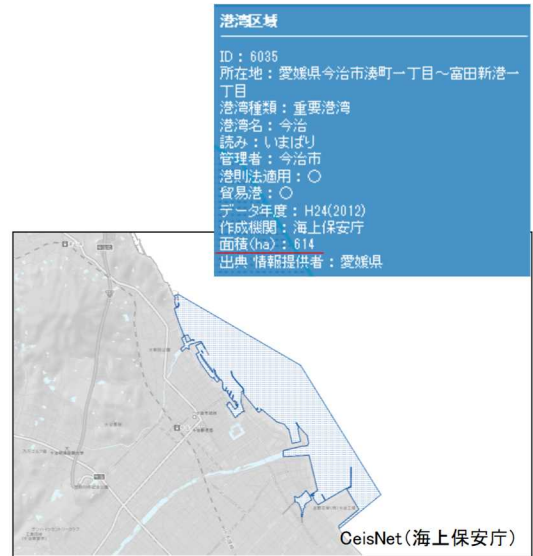 港湾区域
ID：6035
所在地：愛媛県今治市湊町一丁目～富田新港一
丁目
港湾種類：重要港湾
港湾名：今治
読み：いまばり
管理者：今治市
港則法適用：○
貿易港：○
データ年度：H24(2012)
作成機関：海上保安庁
面積(ha)：614
出典 情報提供者：愛媛県
CeisNet（海上保安庁）